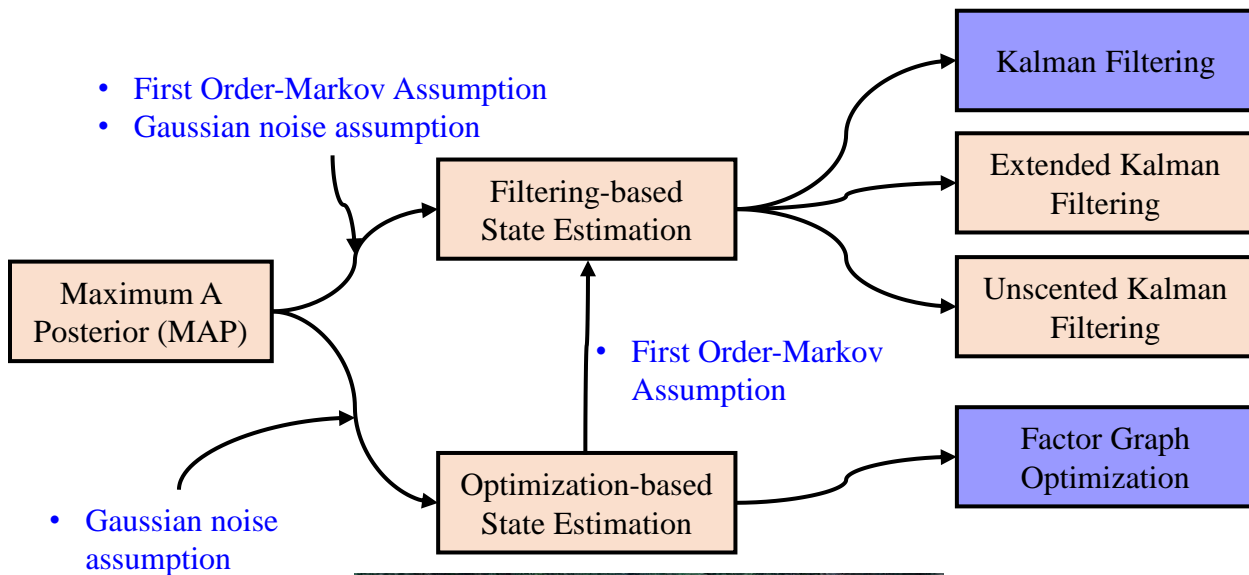 Kalman Filtering
• First Order-Markov Assumption
• Gaussian noise assumption
Filtering-based
State Estimation
Extended Kalman
Filtering
Maximum A
Posterior (MAP)
Unscented Kalman
Filtering
• First Order-Markov
Assumption
Factor Graph
Optimization
Optimization-based
State Estimation
• Gaussian noise
assumption